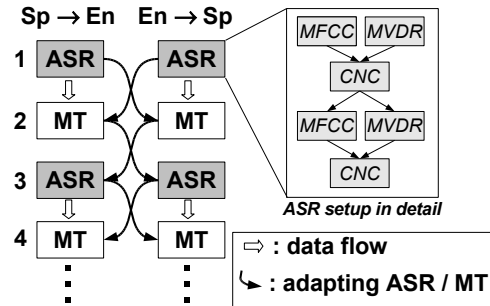 Sp → En En → Sp
1 ASR ASR
2 MT MT
3 ASR ASR
4 MT MT
MFCC MVDR
CNC
MFCC MVDR
CNC
ASR setup in detail
⇨ : data flow
: adapting ASR / MT